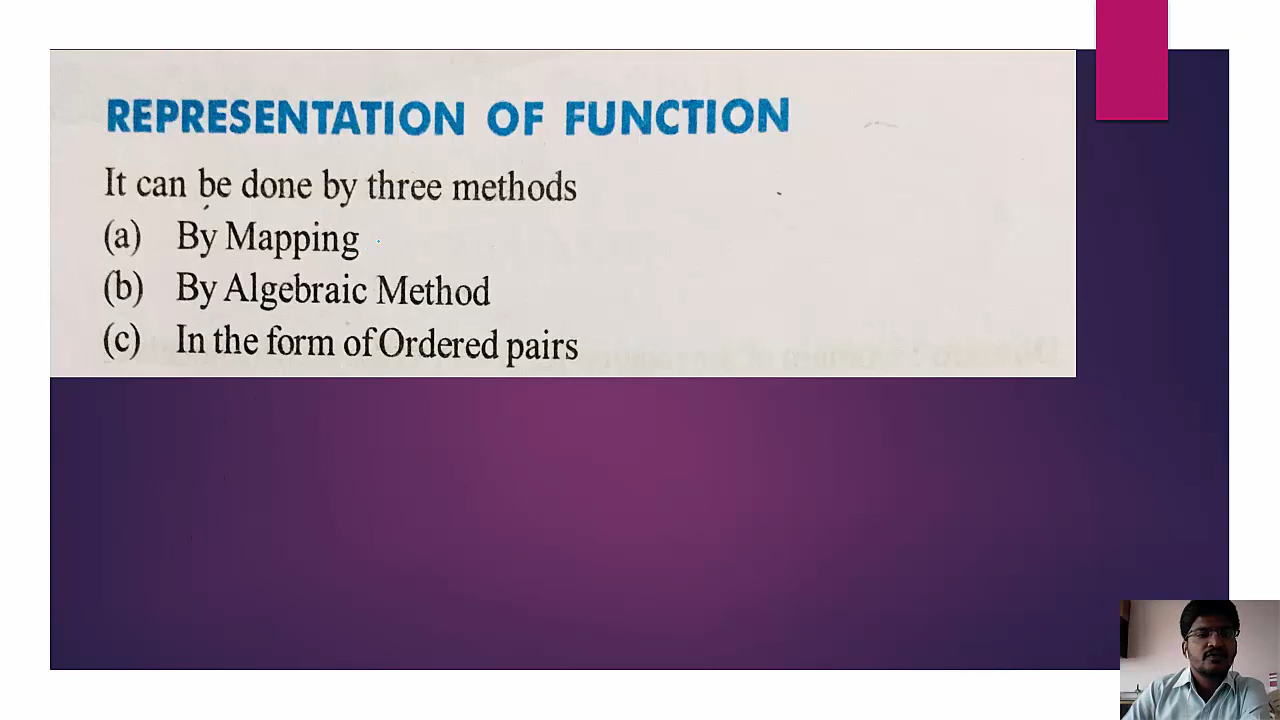 REPRESENTATION OF FUNCTION
It can be done by three methods
(a) By Mapping
(b) By Algebraic Method
(c) In the form of Ordered pairs